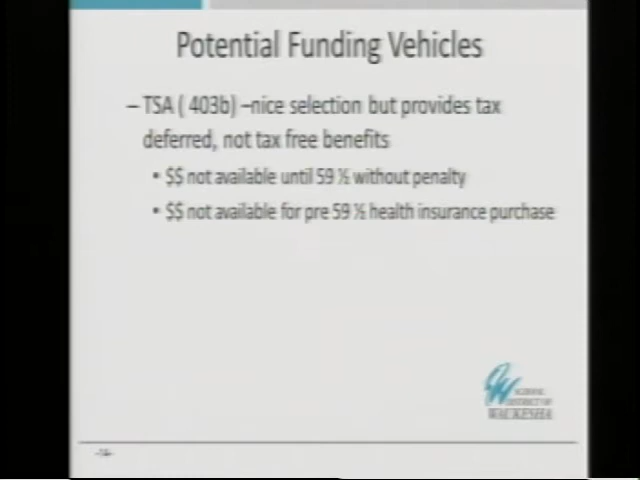 Potential Funding Vehicles
– TSA ( 403b) –nice selection but provides tax
deferred, not tax free benefits
• $$ not available until 59 ½ without penalty
• $$ not available for pre 59 ½ health insurance purchase
SCHOOL
DISTRICT OF
WAUKESHA